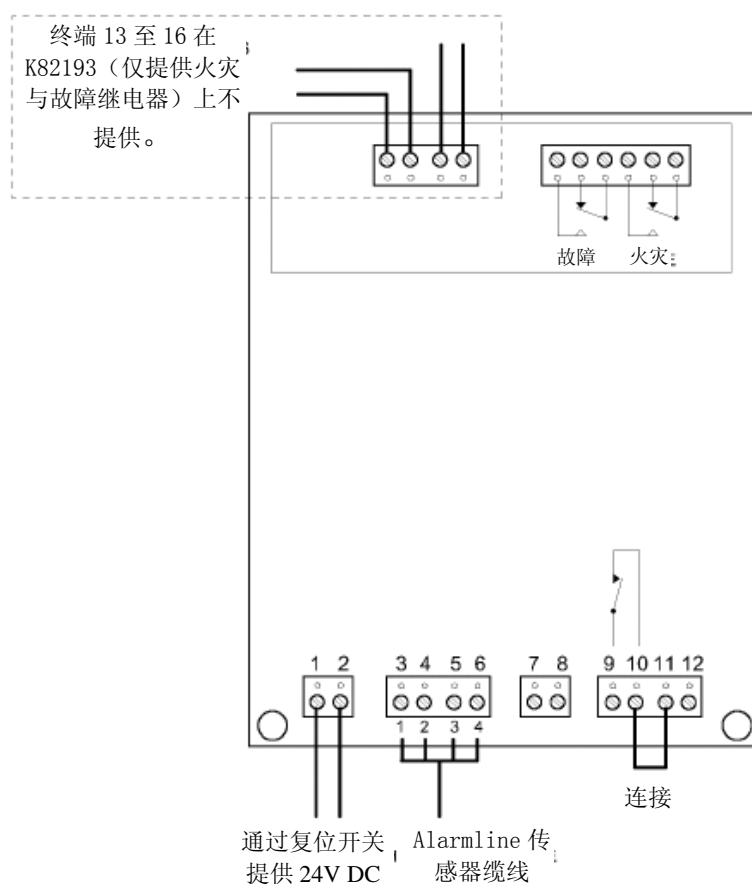 终端 13 至 16 在
K82193（仅提供火灾
与故障继电器）上不
提供。
故障 火灾
1 2 3 4 5 6 7 8 9 10 11 12
1 2 3 4
连接
通过复位开关
提供 24V DC
Alarmline 传
感器缆线